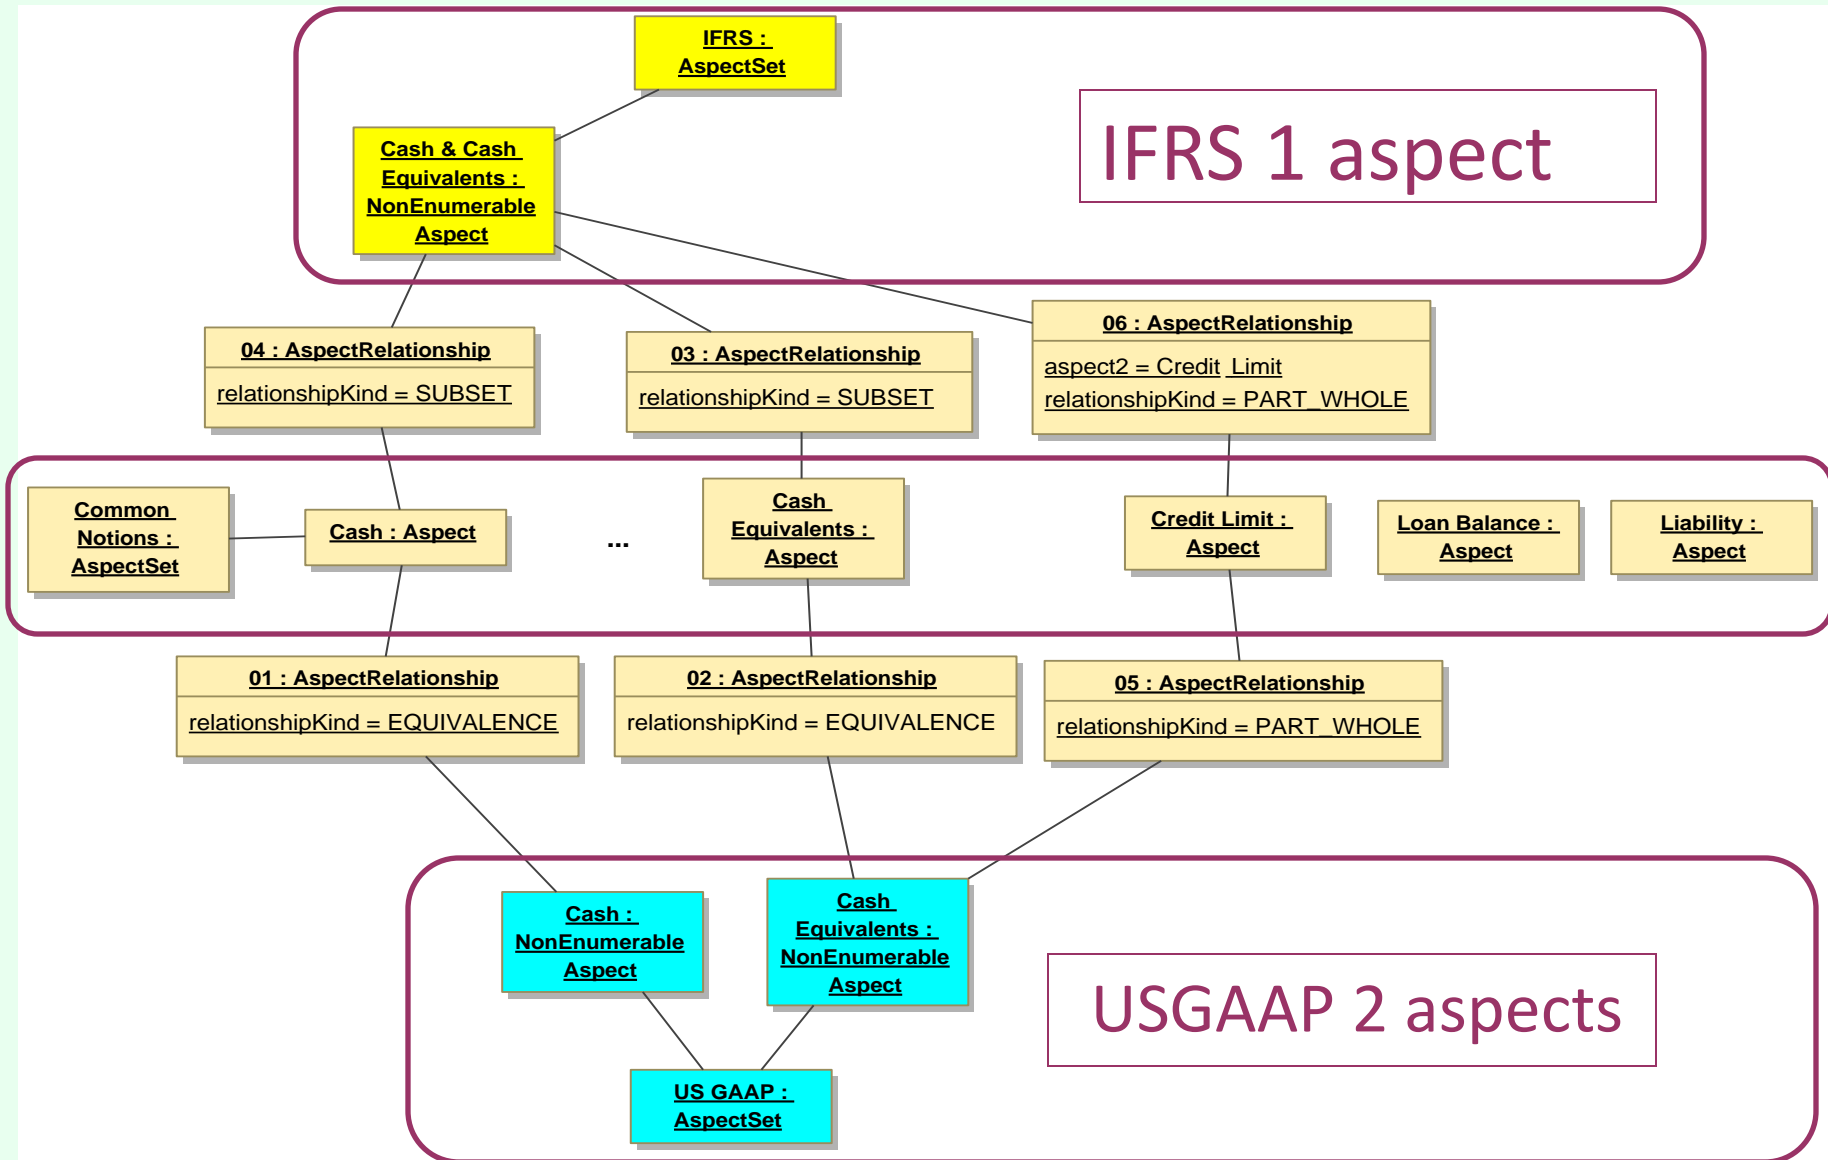 IFRS :
AspectSet
IFRS 1 aspect
Cash & Cash
Equivalents :
NonEnumerable
Aspect
04 : AspectRelationship
relationshipKind = SUBSET
03 : AspectRelationship
relationshipKind = SUBSET
06 : AspectRelationship
aspect2 = Credit Limit
relationshipKind = PART_WHOLE
Common
Notions :
AspectSet
Cash : Aspect
...
Cash
Equivalents :
Aspect
Credit Limit :
Aspect
Loan Balance :
Aspect
Liability :
Aspect
01 : AspectRelationship
relationshipKind = EQUIVALENCE
02 : AspectRelationship
relationshipKind = EQUIVALENCE
05 : AspectRelationship
relationshipKind = PART_WHOLE
Cash :
NonEnumerable
Aspect
Cash
Equivalents :
NonEnumerable
Aspect
USGAAP 2 aspects
US GAAP :
AspectSet